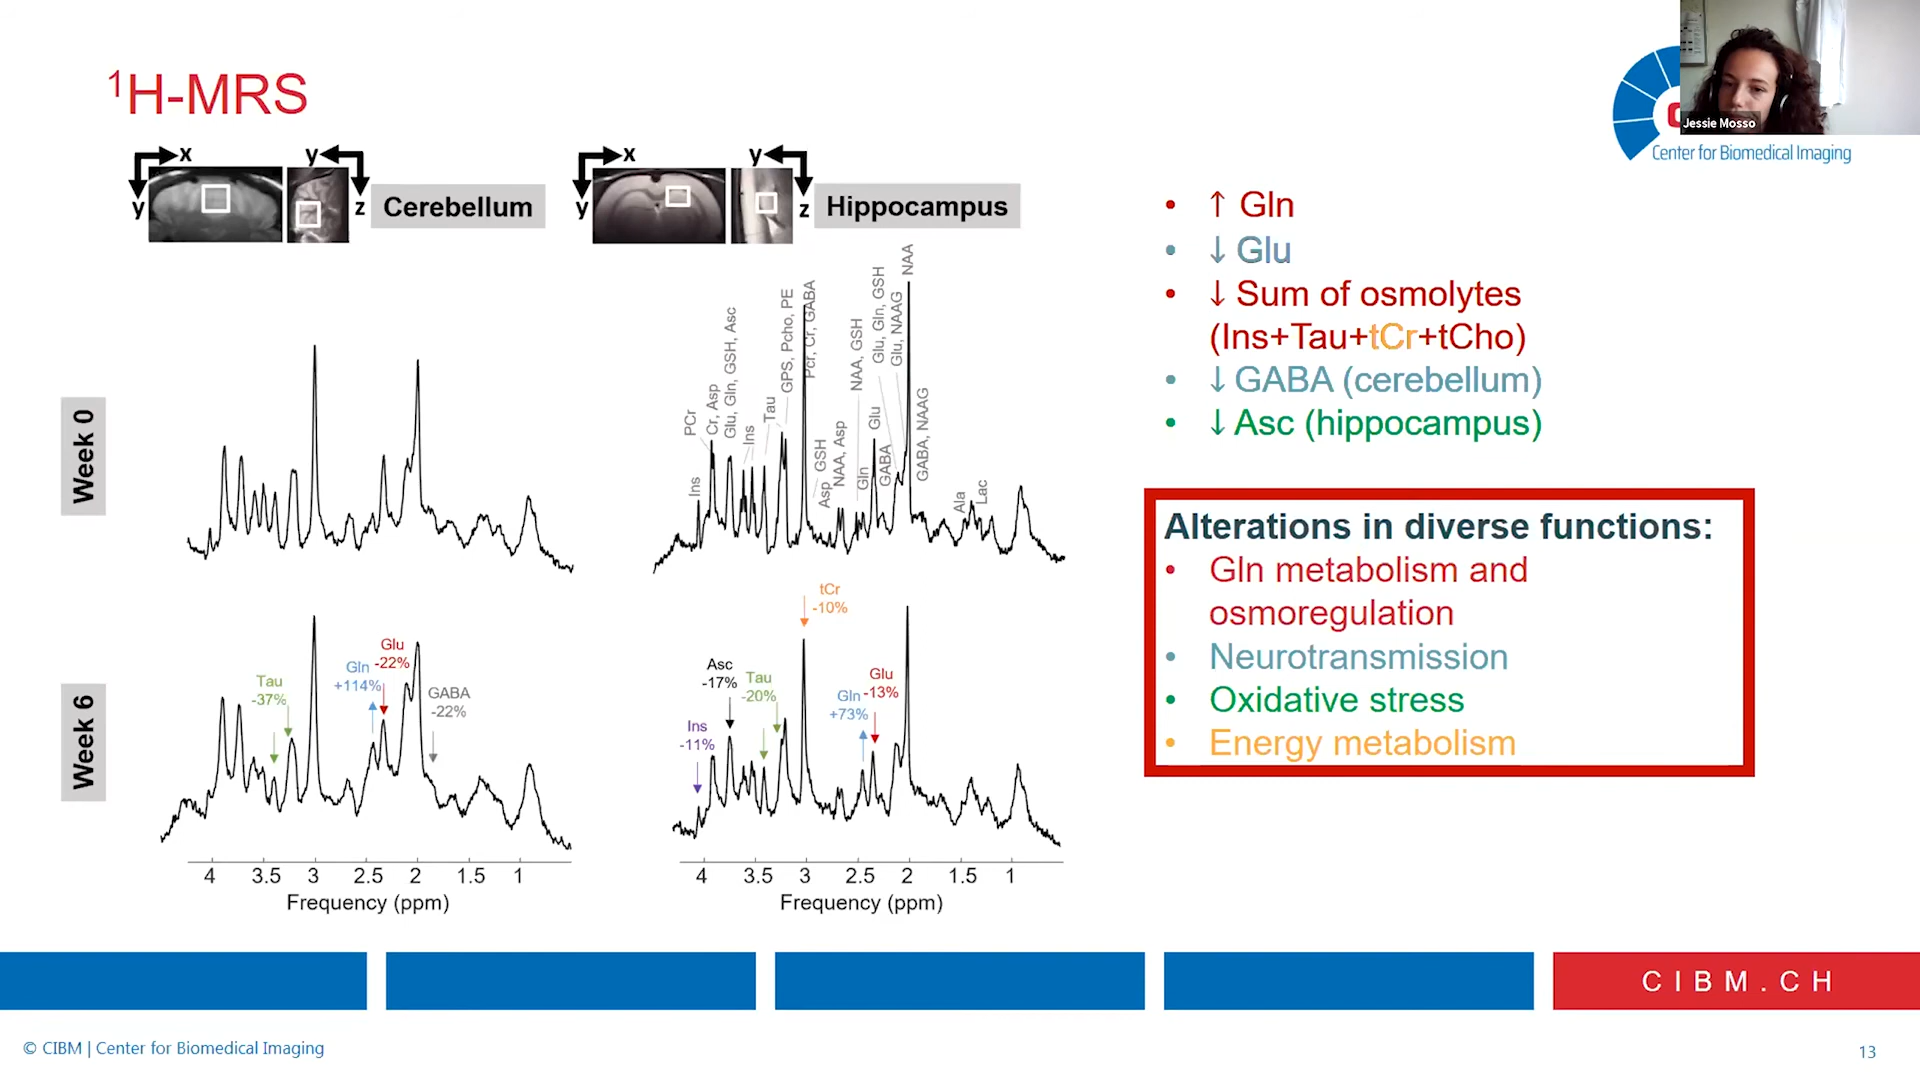 ¹H-MRS
Jessie Mosso
Center for Biomedical Imaging
x
y
y
z
Cerebellum
x
y
y
z
Hippocampus
Week 0
Ins
PCr
Cr, Asp
Glu, Gln, GSH, Asc
Ins
Tau
GPS, Pcho, PE
Pcr, Cr, GABA
Asp
GSH
NAA, Asp
NAA, GSH
Gln
Glu
Glu, Gln, GSH
GABA
Glu, NAAG
NAA
GABA, NAAG
Ala
Lac
Week 6
Tau
-37%
Gln
+114%
Glu
-22%
GABA
-22%
Ins
-11%
Asc
-17%
Tau
-20%
tCr
-10%
Gln
+73%
Glu
-13%
4 3.5 3 2.5 2 1.5 1
Frequency (ppm)
4 3.5 3 2.5 2 1.5 1
Frequency (ppm)
• ↑ Gln
• ↓ Glu
• ↓ Sum of osmolytes
(Ins+Tau+tCr+tCho)
• ↓ GABA (cerebellum)
• ↓ Asc (hippocampus)
Alterations in diverse functions:
• Gln metabolism and
osmoregulation
• Neurotransmission
• Oxidative stress
• Energy metabolism
CIBM.CH
© CIBM | Center for Biomedical Imaging
13